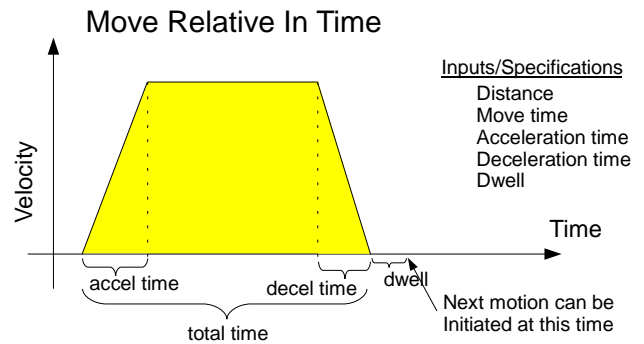 Move Relative In Time
Inputs/Specifications
Distance
Move time
Acceleration time
Deceleration time
Dwell
Velocity
Time
accel time
decel time
dwell
total time
Next motion can be
Initiated at this time